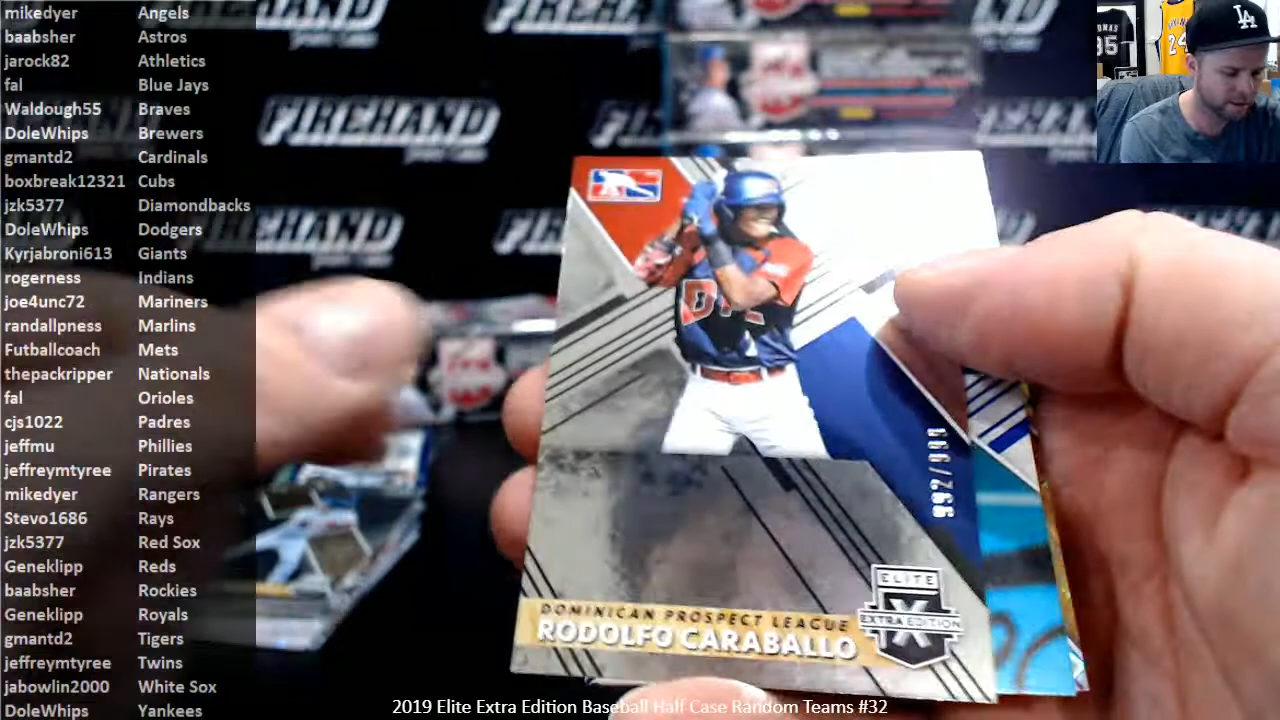 mikedyer Angels
baabsher Astros
jarock82 Athletics
fal Blue Jays
Waldough55 Braves
DoleWhips Brewers
gmantd2 Cardinals
boxbreak12321 Cubs
jzk5377 Diamondbacks
DoleWhips Dodgers
Kyrjabroni613 Giants
rogerness Indians
joe4unc72 Mariners
randallpness Marlins
Futballcoach Mets
thepackripper Nationals
fal Orioles
cjs1022 Padres
jeffmu Phillies
jeffreymtyree Pirates
mikedyer Rangers
Stevo1686 Rays
jzk5377 Red Sox
Geneklipp Reds
baabsher Rockies
Geneklipp Royals
gmantd2 Tigers
jeffreymtyree Twins
jabowlin2000 White Sox
DoleWhips Yankees
FIREHAND
LA
24
DOMINICAN PROSPECT LEAGUE
RODOLFO CARABALLO
ELITE
X
EXTRA EDITION
2019 Elite Extra Edition Baseball Half Case Random Teams #32